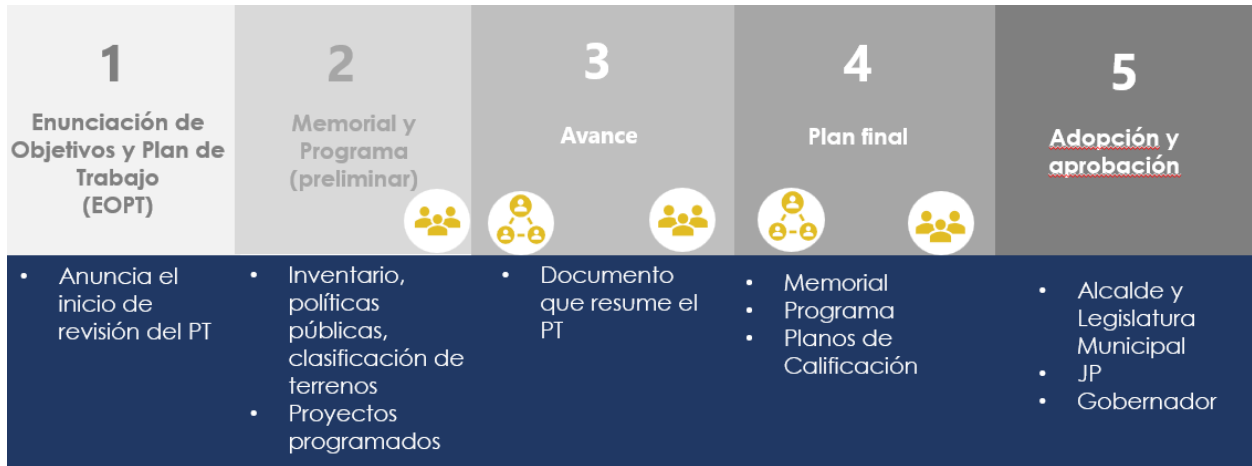 1
Enunciación de
Objetivos y Plan de
Trabajo
(EOPT)
2
Memorial y
Programa
(preliminar)
3
Avance
4
Plan final
5
Adopción y
aprobación
• Anuncia el
inicio de
revisión del PT
• Inventario,
políticas
públicas,
clasificación de
terrenos
• Proyectos
programados
• Documento
que resume el
PT
• Memorial
• Programa
• Planos de
Calificación
• Alcalde y
Legislatura
Municipal
• JP
• Gobernador